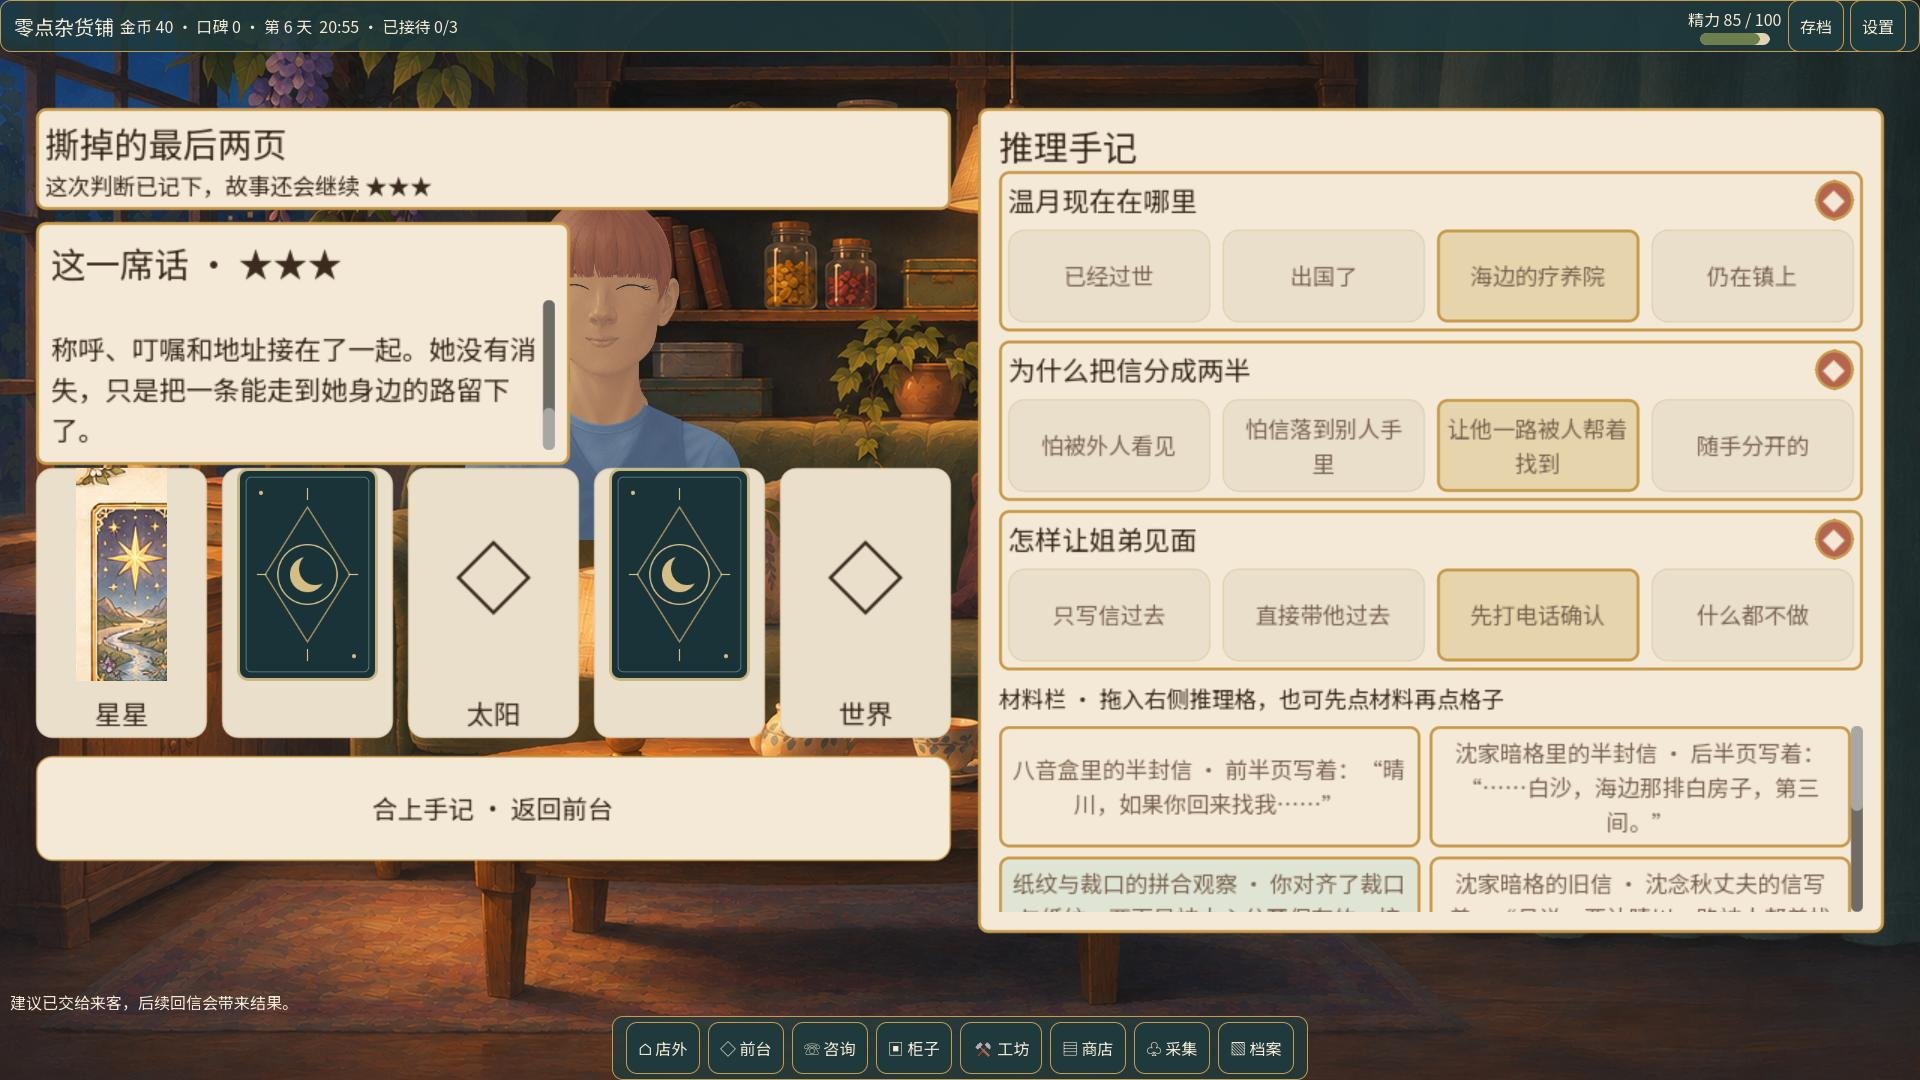 零点杂货铺 金币 40 · 口碑 0 · 第 6 天 20:55 · 已接待 0/3
精力 85 / 100
存档
设置
撕掉的最后两页
这次判断已记下，故事还会继续 ★★★
这一席话 · ★★★
称呼、叮嘱和地址接在了一起。她没有消
失，只是把一条能走到她身边的路留下
了。
星星
太阳
世界
合上手记 · 返回前台
推理手记
温月现在在哪里
已经过世
出国了
海边的疗养院
仍在镇上
为什么把信分成两半
怕被外人看见
怕信落到别人手
里
让他一路被人帮着
找到
随手分开的
怎样让姐弟见面
只写信过去
直接带他过去
先打电话确认
什么都不做
材料栏 · 拖入右侧推理格，也可先点材料再点格子
八音盒里的半封信 · 前半页写着：“晴
川，如果你回来找我……”
沈家暗格里的半封信 · 后半页写着：
“……白沙，海边那排白房子，第三
间。”
纸纹与裁口的拼合观察 · 你对齐了裁口
沈家暗格的旧信 · 沈念秋丈夫的信写
建议已交给来客，后续回信会带来结果。
店外
前台
咨询
柜子
工坊
商店
采集
档案